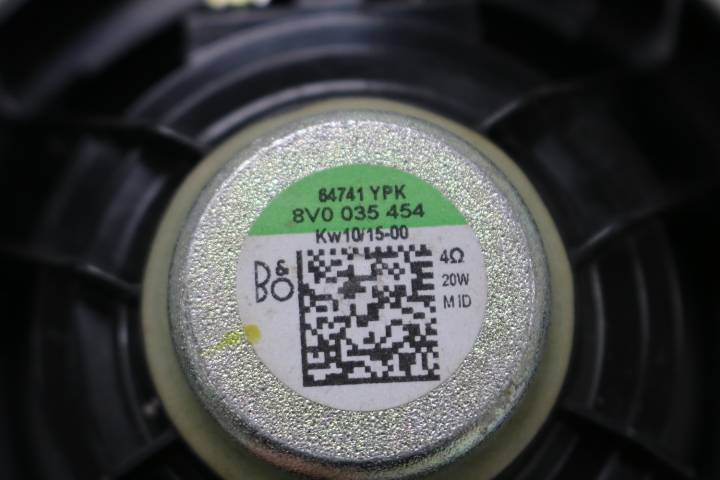 64741 YPK
8V0 035 454
Kw10/15-00
B&O
4Ω
20W
MID